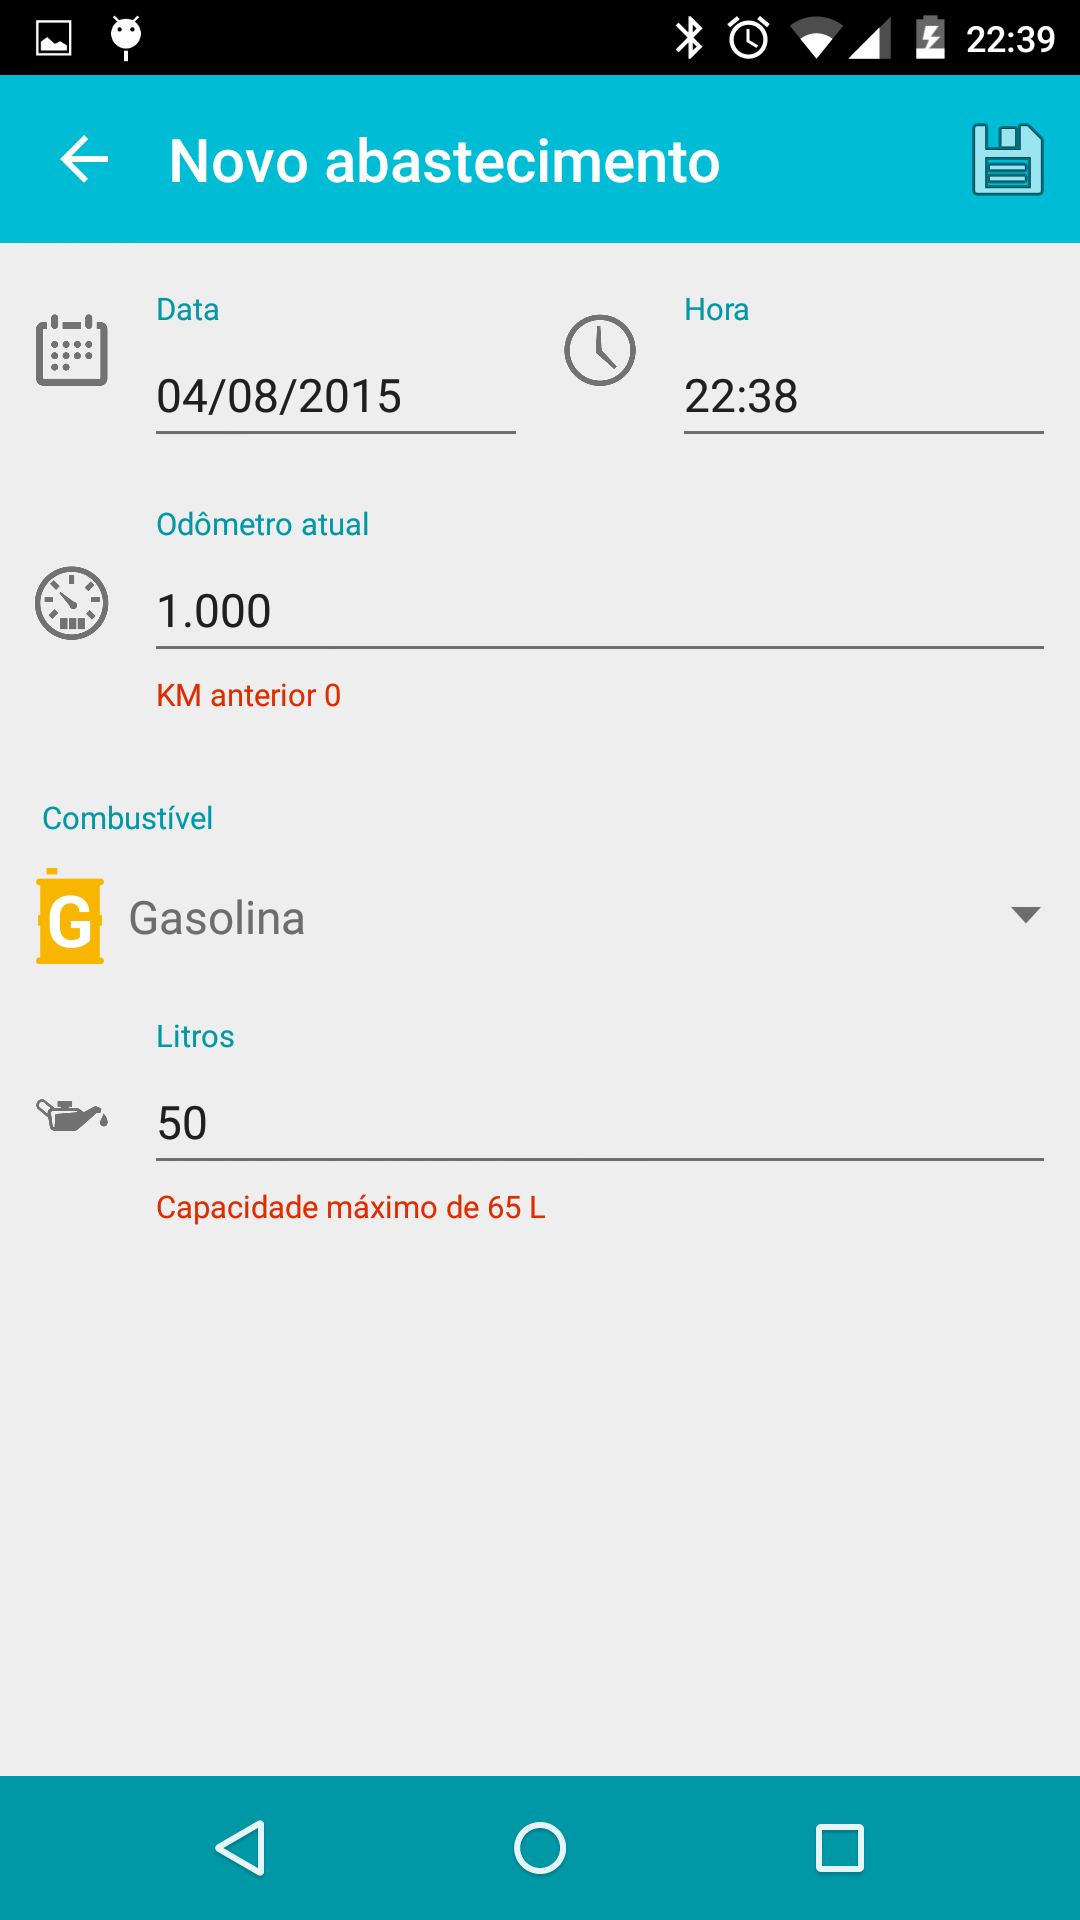 22:39
Novo abastecimento
Data
Hora
04/08/2015
22:38
Odômetro atual
1.000
KM anterior 0
Combustível
G Gasolina
Litros
50
Capacidade máximo de 65 L